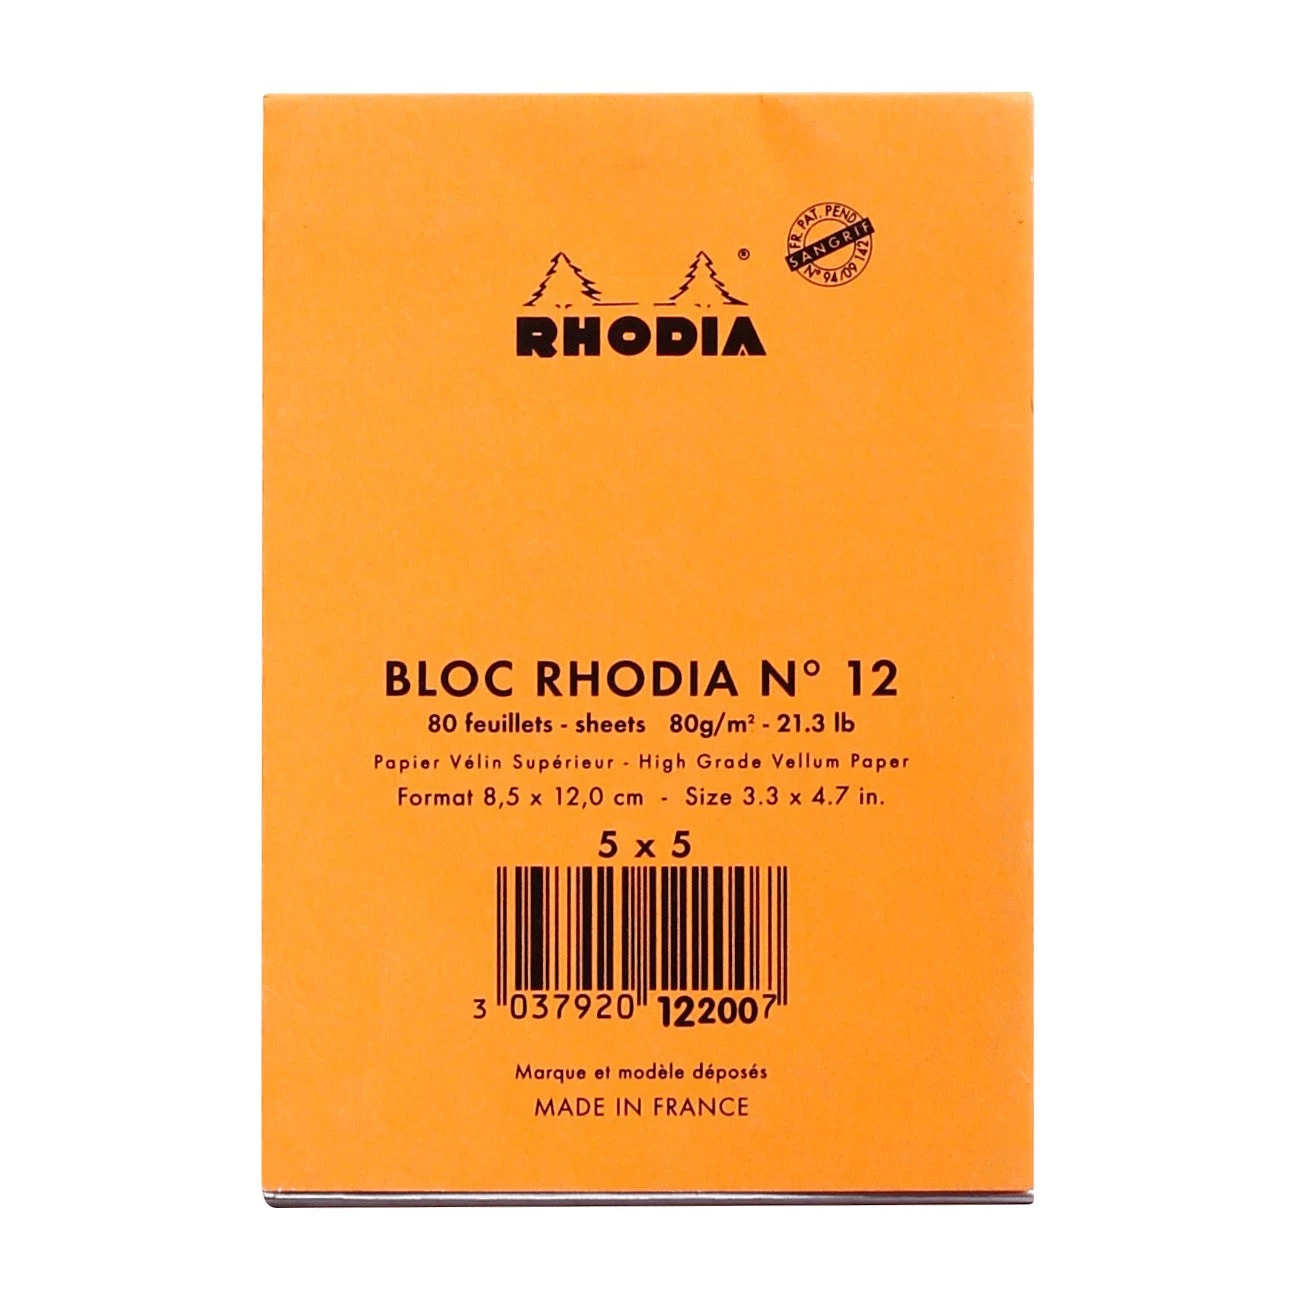 FR. PAT. PEND.
SANGRIF
N° 94/09 142
®
RHODIA
BLOC RHODIA N° 12
80 feuillets - sheets 80g/m² - 21.3 lb
Papier Vélin Supérieur - High Grade Vellum Paper
Format 8,5 x 12,0 cm - Size 3.3 x 4.7 in.
5 x 5
3 037920 122007
Marque et modèle déposés
MADE IN FRANCE